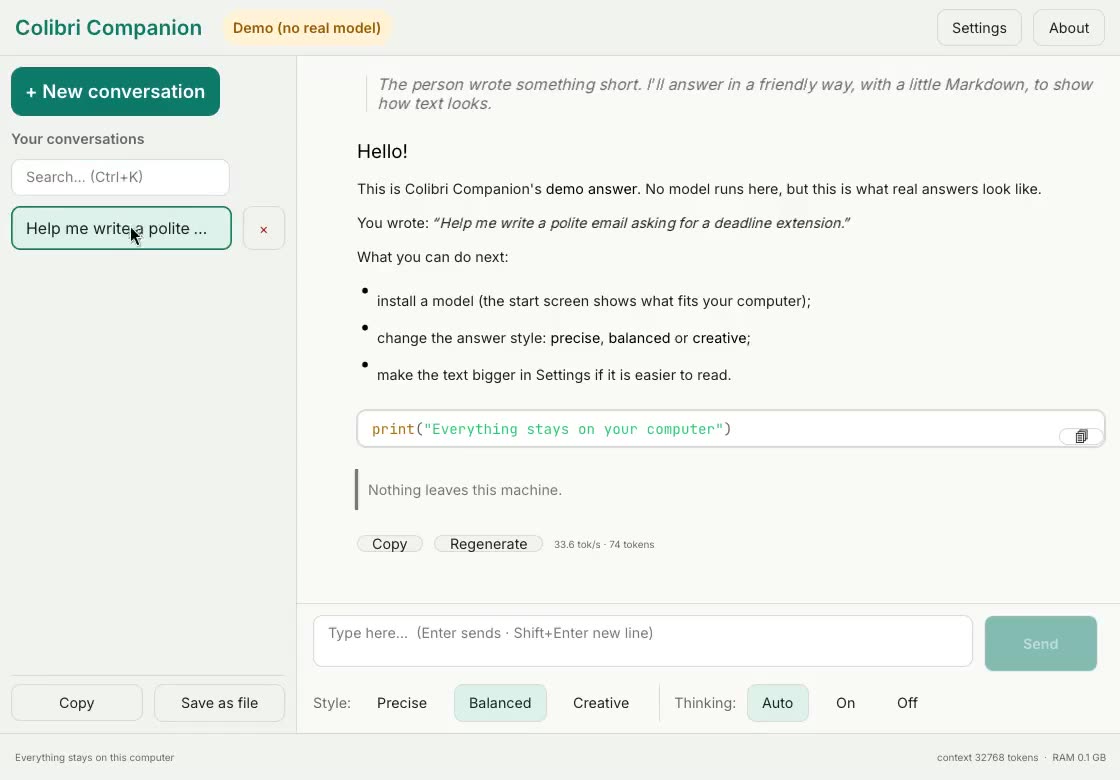 Colibri Companion
Demo (no real model)
Settings
About
+ New conversation
Your conversations
Search... (Ctrl+K)
Help me write a polite ...
×
The person wrote something short. I'll answer in a friendly way, with a little Markdown, to show
how text looks.
Hello!
This is Colibri Companion's demo answer. No model runs here, but this is what real answers look like.
You wrote: “Help me write a polite email asking for a deadline extension.”
What you can do next:
• install a model (the start screen shows what fits your computer);
• change the answer style: precise, balanced or creative;
• make the text bigger in Settings if it is easier to read.
print("Everything stays on your computer")
Nothing leaves this machine.
Copy
Regenerate
33.6 tok/s · 74 tokens
Type here... (Enter sends · Shift+Enter new line)
Send
Copy
Save as file
Style:
Precise
Balanced
Creative
Thinking:
Auto
On
Off
Everything stays on this computer
context 32768 tokens · RAM 0.1 GB